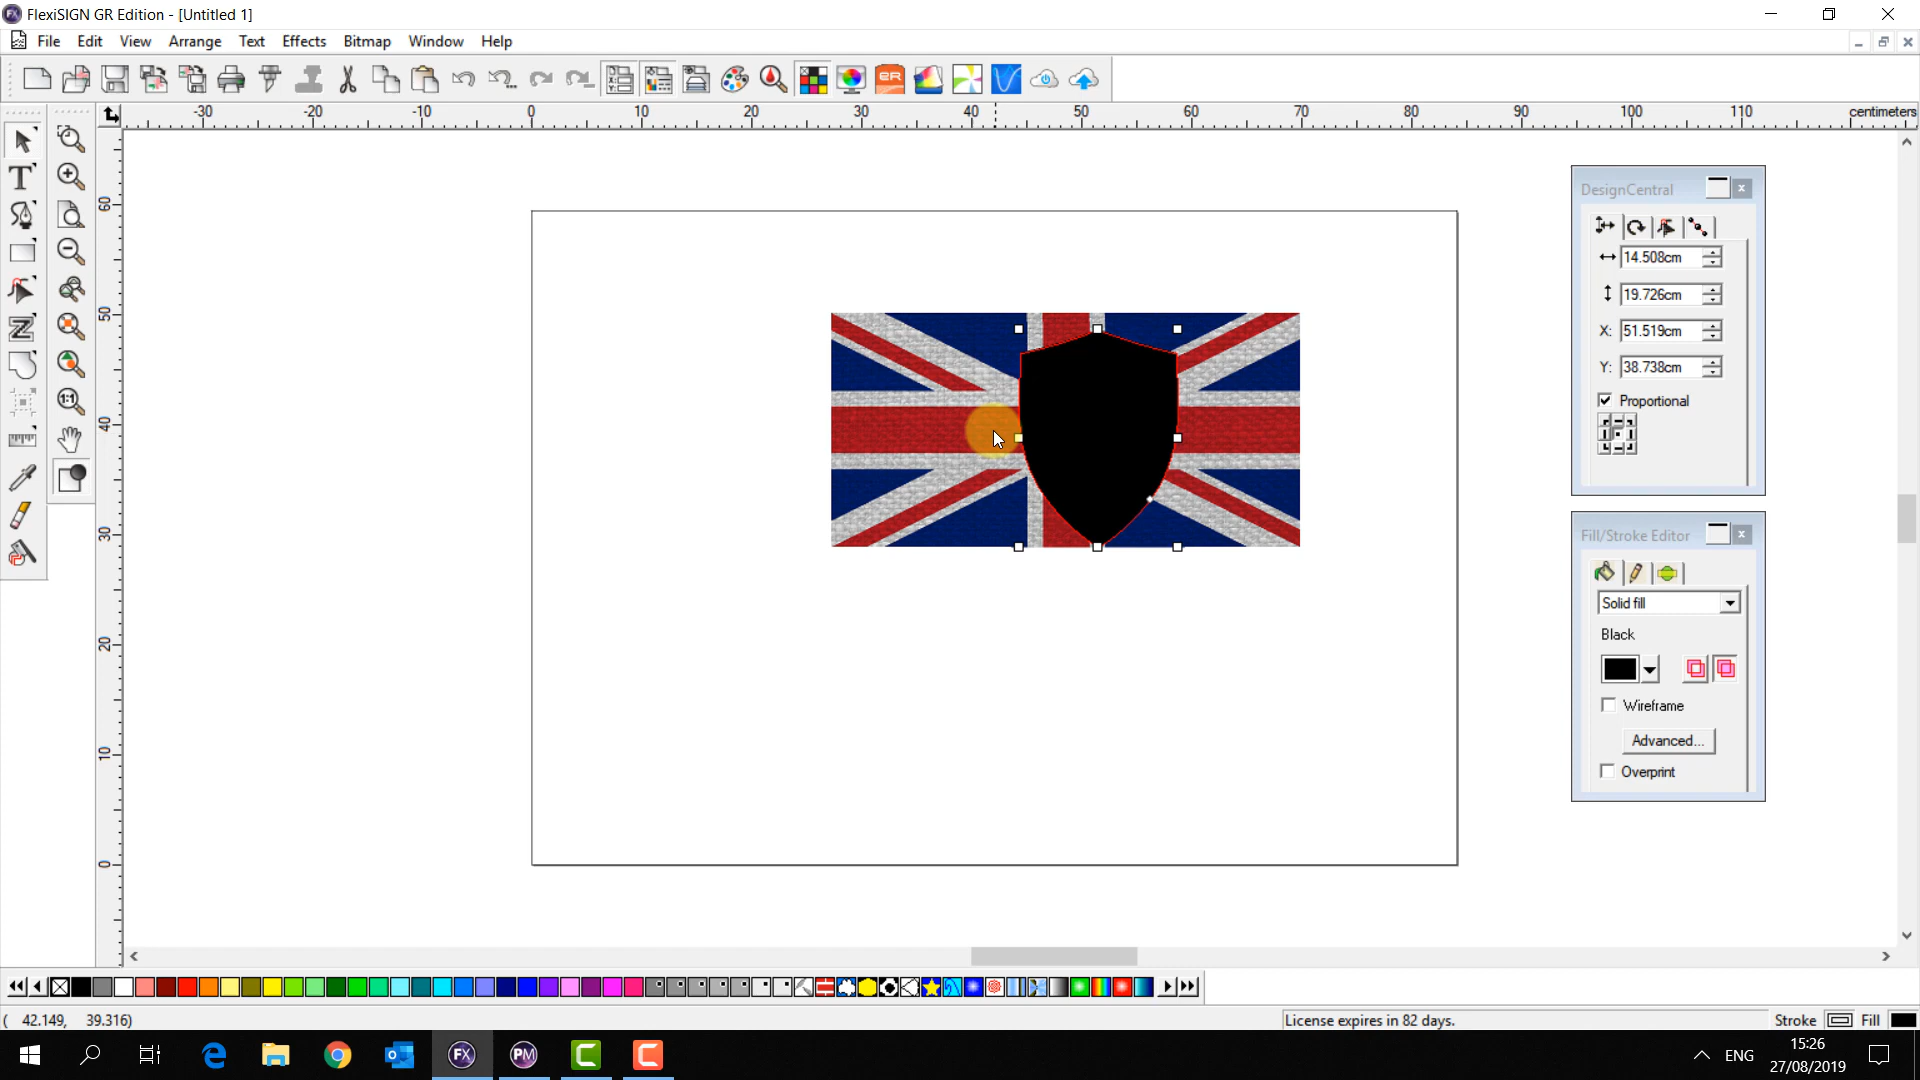 FlexiSIGN GR Edition - [Untitled 1]
File Edit View Arrange Text Effects Bitmap Window Help
-30 -20 -10 0 10 20 30 40 50 60 70 80 90 100 110 centimeters
60
50
40
30
20
10
0
DesignCentral
14.508cm
19.726cm
X: 51.519cm
Y: 38.738cm
Proportional
Fill/Stroke Editor
Solid fill
Black
Wireframe
Advanced...
Overprint
( 42.149, 39.316)
License expires in 82 days.
Stroke Fill
ENG
15:26
27/08/2019